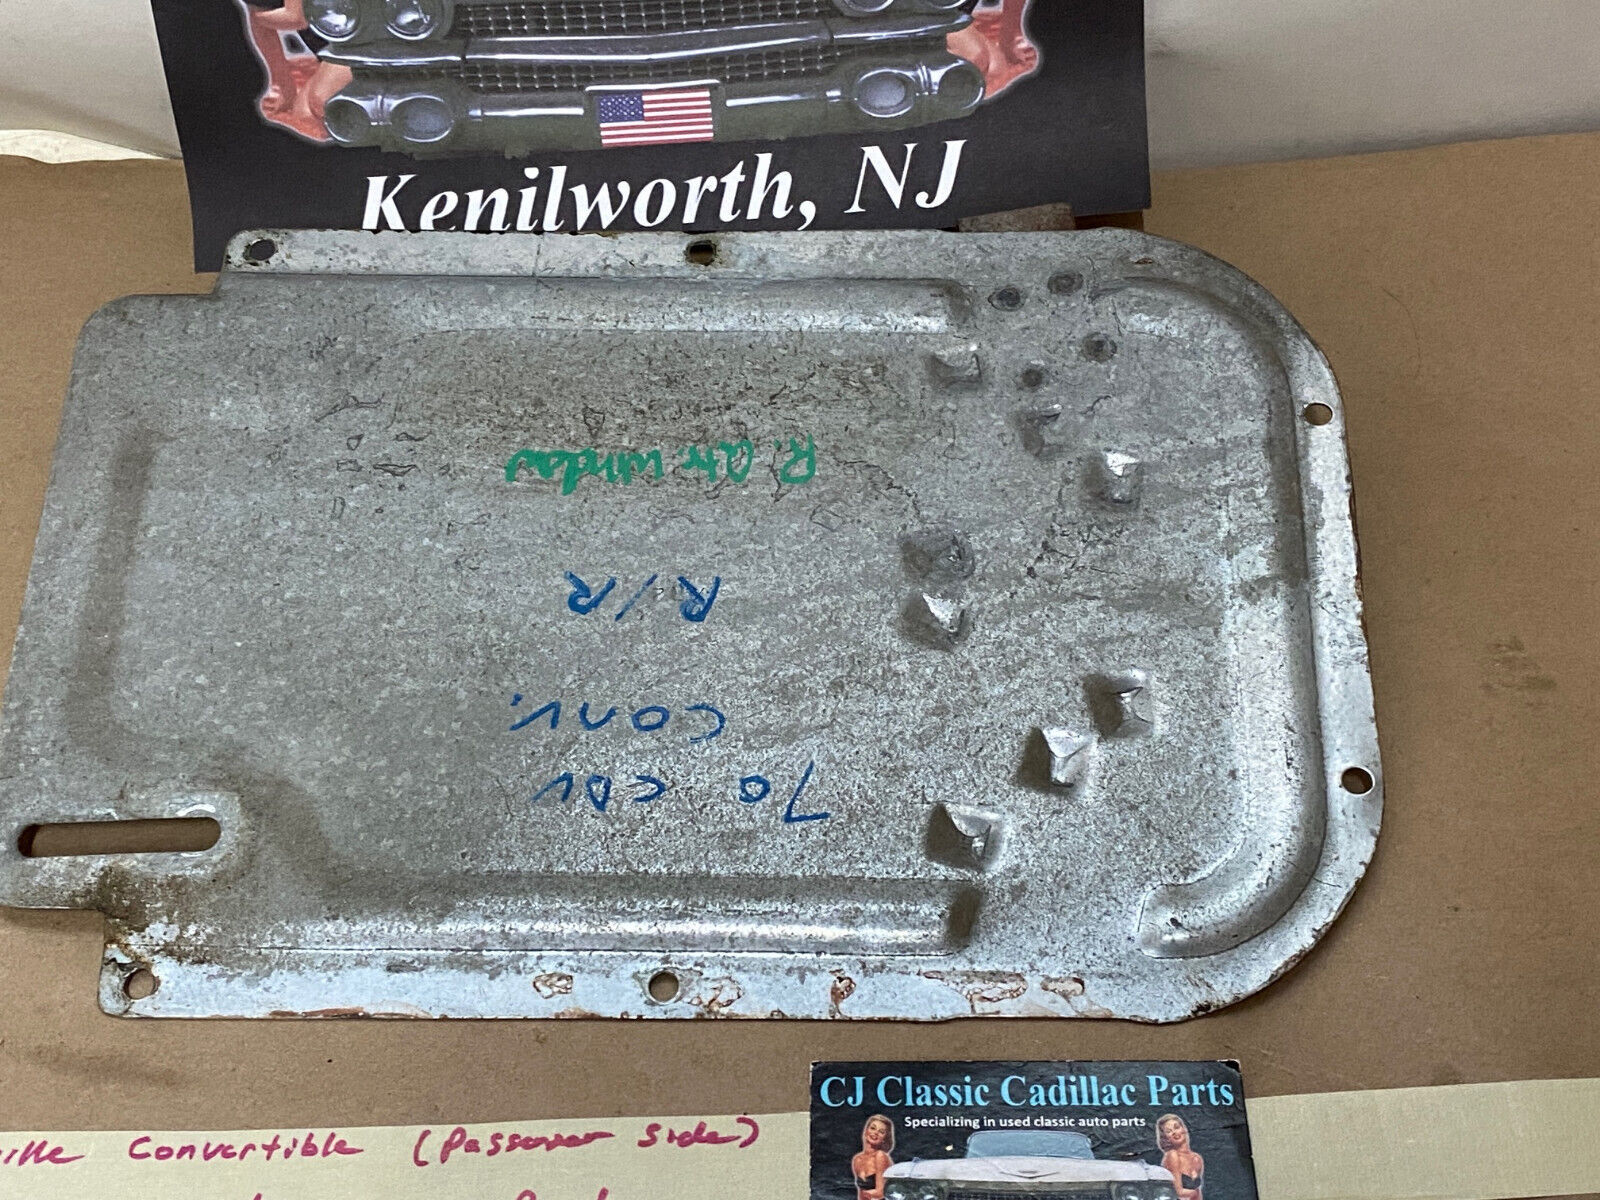 Kenilworth, NJ
R. Qtr. window
R/R
conv.
70 CDV
CJ Classic Cadillac Parts
Specializing in used classic auto parts
ille Convertible (Passenger Side)